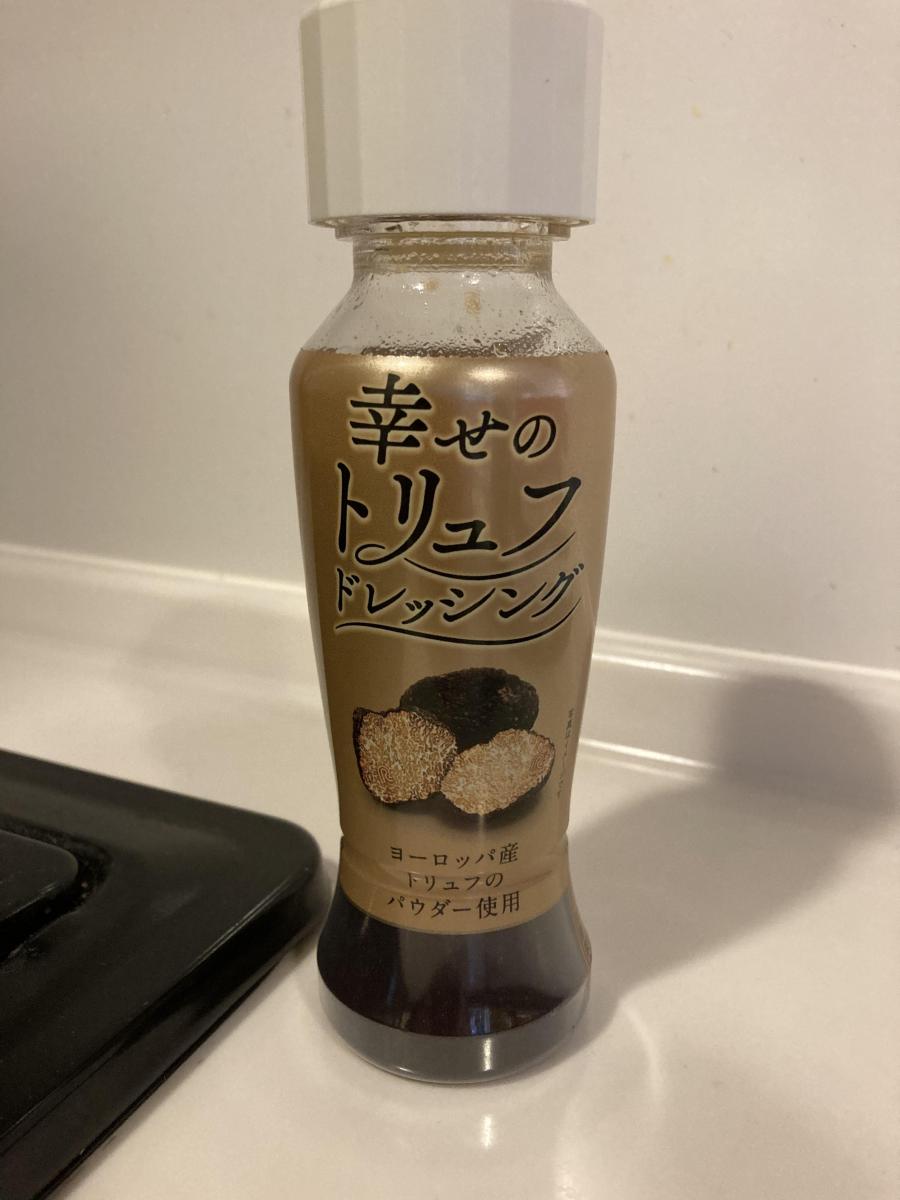 幸せの
トリュフ
ドレッシング
ヨーロッパ産
トリュフの
パウダー使用